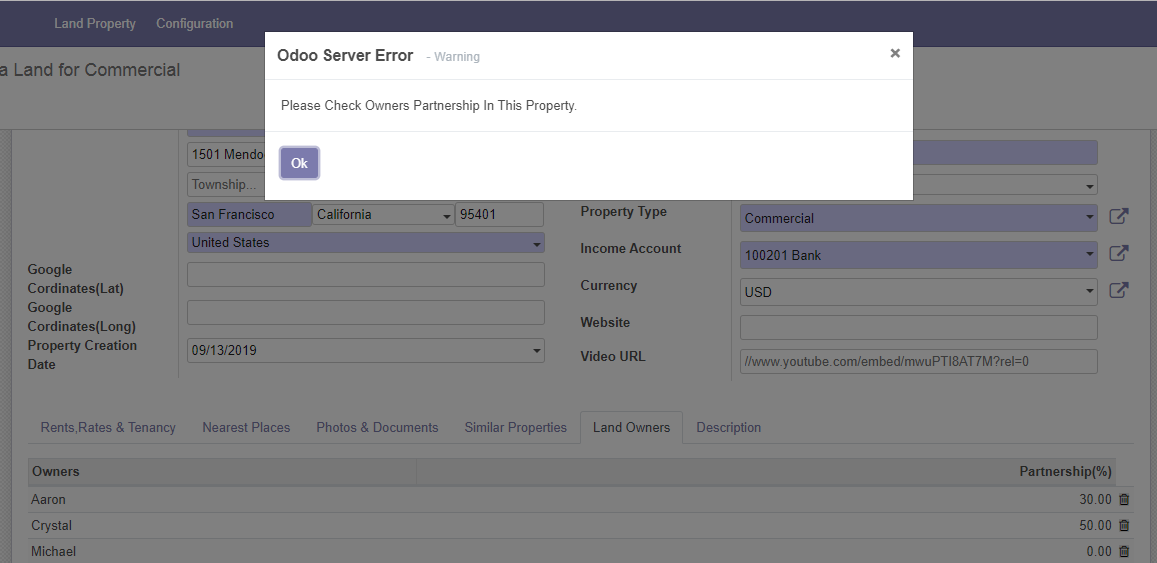 Land Property Configuration
Odoo Server Error - Warning ×
a Land for Commercial
Please Check Owners Partnership In This Property.
Ok
1501 Mendo
Township...
San Francisco California 95401
United States
Google
Cordinates(Lat)
Google
Cordinates(Long)
Property Creation
Date
09/13/2019
Property Type Commercial
Income Account 100201 Bank
Currency USD
Website
Video URL //www.youtube.com/embed/mwuPTI8AT7M?rel=0
Rents,Rates & Tenancy Nearest Places Photos & Documents Similar Properties Land Owners Description
Owners Partnership(%)
Aaron 30.00
Crystal 50.00
Michael 0.00